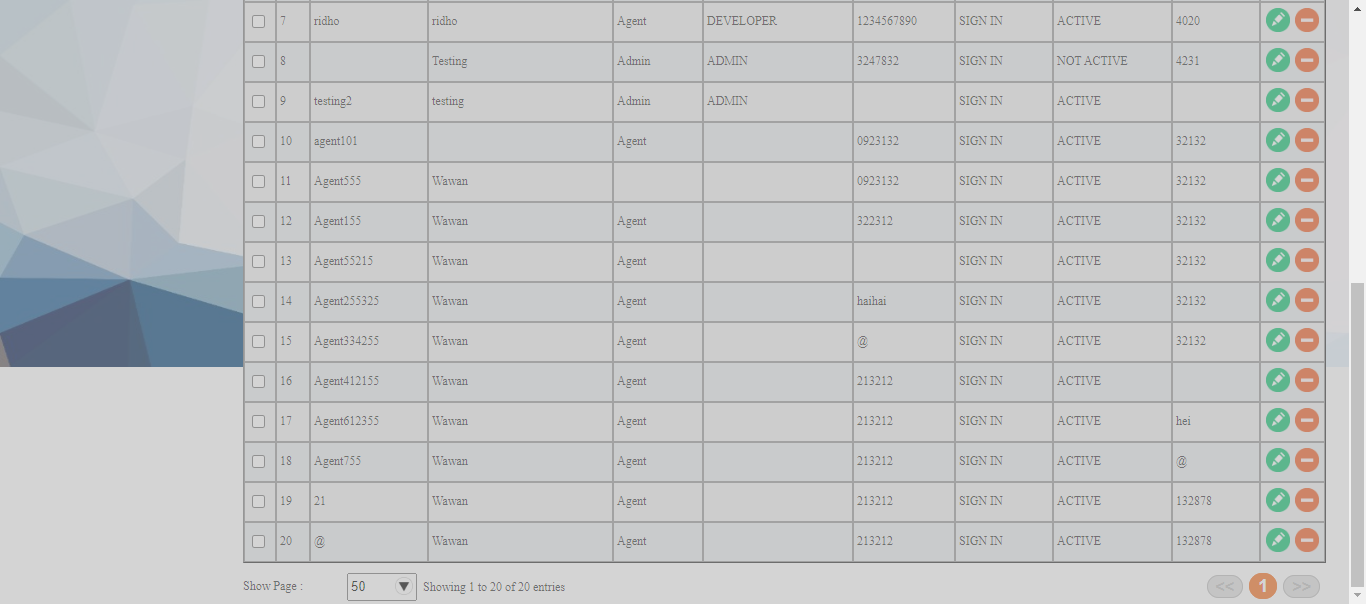 7 ridho ridho Agent DEVELOPER 1234567890 SIGN IN ACTIVE 4020
8 Testing Admin ADMIN 3247832 SIGN IN NOT ACTIVE 4231
9 testing2 testing Admin ADMIN SIGN IN ACTIVE
10 agent101 Agent 0923132 SIGN IN ACTIVE 32132
11 Agent555 Wawan 0923132 SIGN IN ACTIVE 32132
12 Agent155 Wawan Agent 322312 SIGN IN ACTIVE 32132
13 Agent55215 Wawan Agent SIGN IN ACTIVE 32132
14 Agent255325 Wawan Agent haihai SIGN IN ACTIVE 32132
15 Agent334255 Wawan Agent @ SIGN IN ACTIVE 32132
16 Agent412155 Wawan Agent 213212 SIGN IN ACTIVE
17 Agent612355 Wawan Agent 213212 SIGN IN ACTIVE hei
18 Agent755 Wawan Agent 213212 SIGN IN ACTIVE @
19 21 Wawan Agent 213212 SIGN IN ACTIVE 132878
20 @ Wawan Agent 213212 SIGN IN ACTIVE 132878
Show Page : 50 Showing 1 to 20 of 20 entries << 1 >>